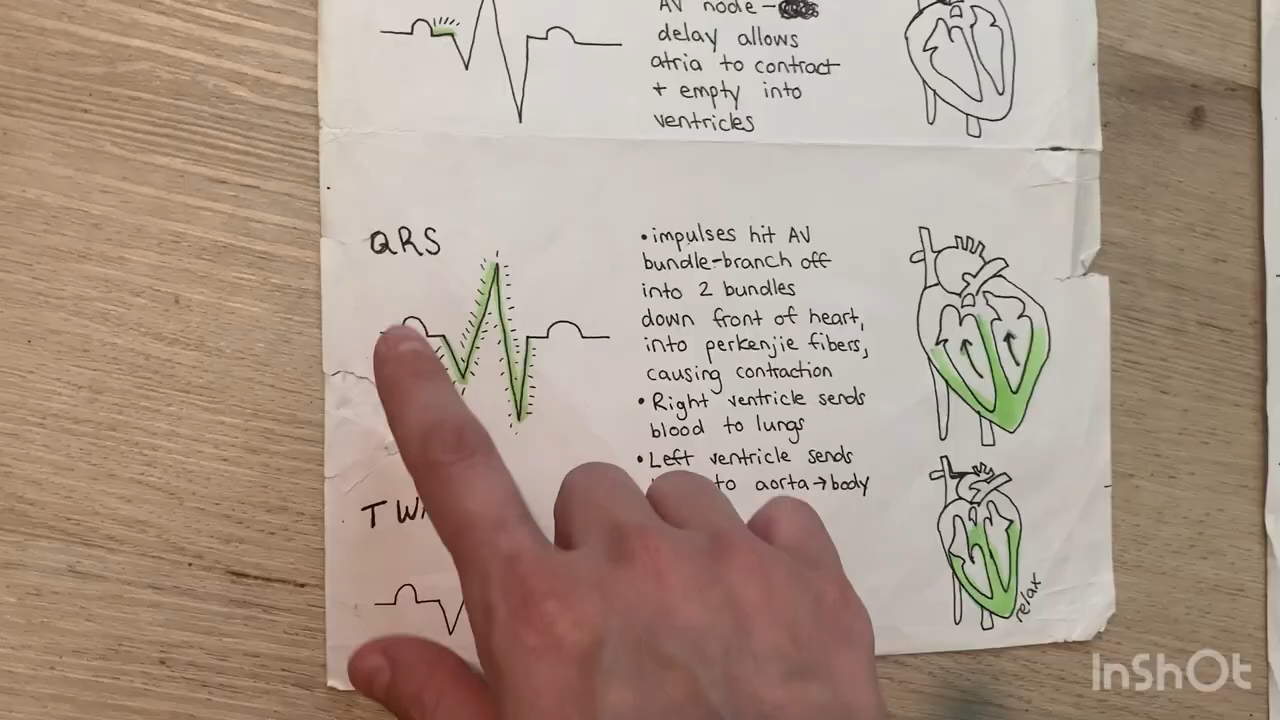 AV node-
delay allows
atria to contract
+ empty into
ventricles
QRS
• impulses hit AV
bundle-branch off
into 2 bundles
down front of heart,
into perkenjie fibers,
causing contraction
• Right ventricle sends
blood to lungs
• Left ventricle sends
to aorta → body
T
relax
InShOt